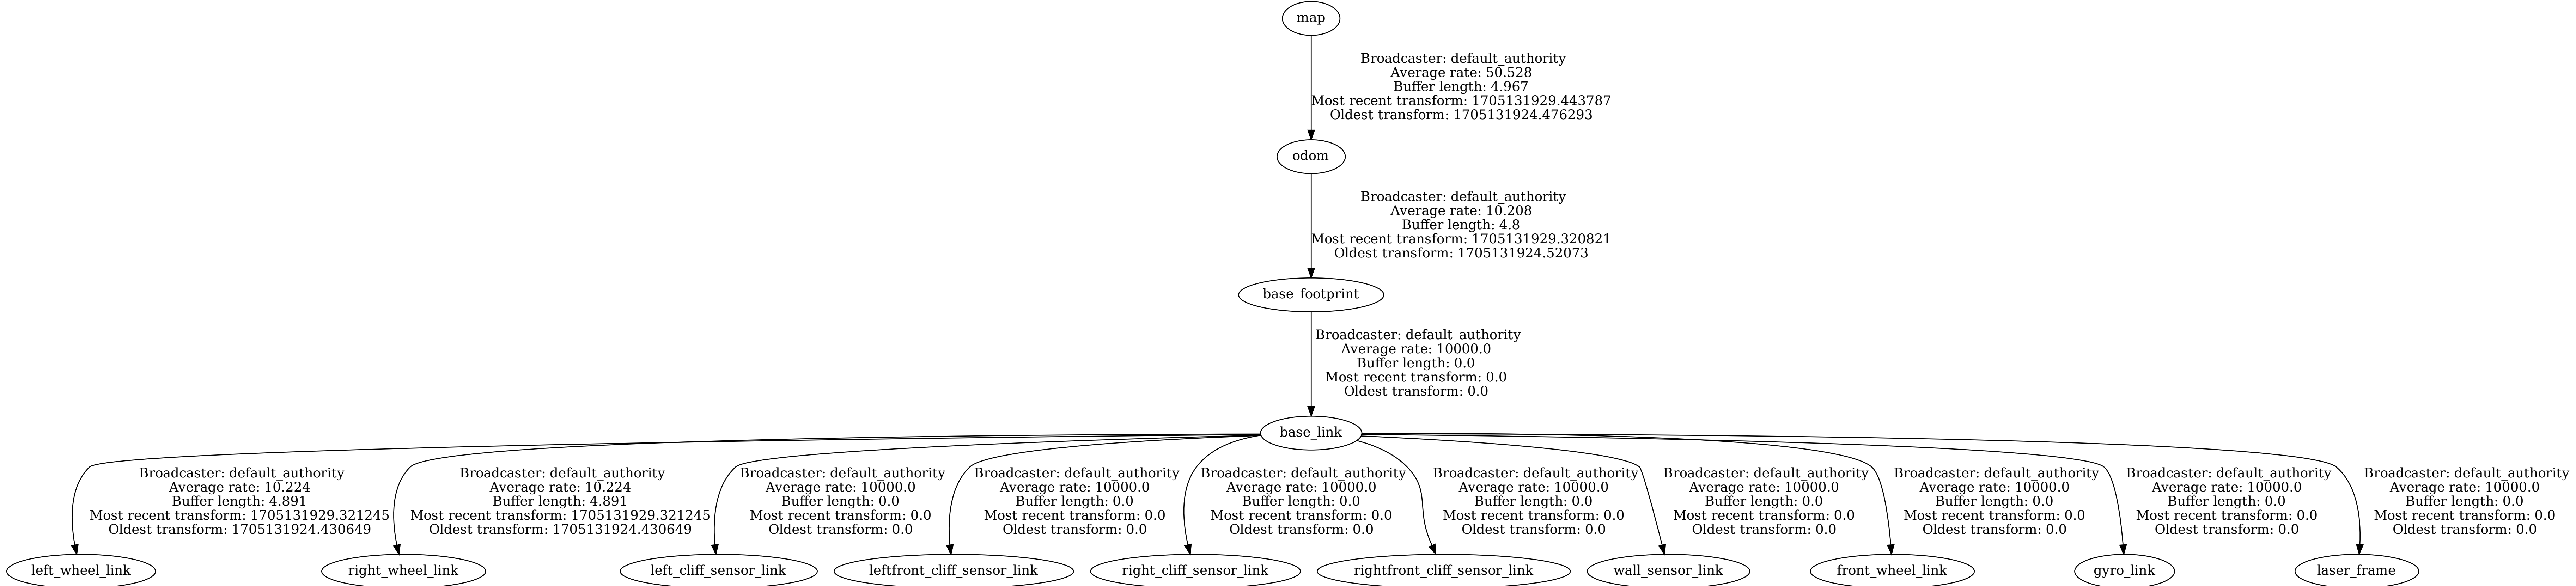 map
Broadcaster: default_authority
Average rate: 50.528
Buffer length: 4.967
Most recent transform: 1705131929.443787
Oldest transform: 1705131924.476293
odom
Broadcaster: default_authority
Average rate: 10.208
Buffer length: 4.8
Most recent transform: 1705131929.320821
Oldest transform: 1705131924.52073
base_footprint
Broadcaster: default_authority
Average rate: 10000.0
Buffer length: 0.0
Most recent transform: 0.0
Oldest transform: 0.0
base_link
Broadcaster: default_authority
Average rate: 10.224
Buffer length: 4.891
Most recent transform: 1705131929.321245
Oldest transform: 1705131924.430649
Broadcaster: default_authority
Average rate: 10.224
Buffer length: 4.891
Most recent transform: 1705131929.321245
Oldest transform: 1705131924.430649
Broadcaster: default_authority
Average rate: 10000.0
Buffer length: 0.0
Most recent transform: 0.0
Oldest transform: 0.0
Broadcaster: default_authority
Average rate: 10000.0
Buffer length: 0.0
Most recent transform: 0.0
Oldest transform: 0.0
Broadcaster: default_authority
Average rate: 10000.0
Buffer length: 0.0
Most recent transform: 0.0
Oldest transform: 0.0
Broadcaster: default_authority
Average rate: 10000.0
Buffer length: 0.0
Most recent transform: 0.0
Oldest transform: 0.0
Broadcaster: default_authority
Average rate: 10000.0
Buffer length: 0.0
Most recent transform: 0.0
Oldest transform: 0.0
Broadcaster: default_authority
Average rate: 10000.0
Buffer length: 0.0
Most recent transform: 0.0
Oldest transform: 0.0
Broadcaster: default_authority
Average rate: 10000.0
Buffer length: 0.0
Most recent transform: 0.0
Oldest transform: 0.0
Broadcaster: default_authority
Average rate: 10000.0
Buffer length: 0.0
Most recent transform: 0.0
Oldest transform: 0.0
left_wheel_link
right_wheel_link
left_cliff_sensor_link
leftfront_cliff_sensor_link
right_cliff_sensor_link
rightfront_cliff_sensor_link
wall_sensor_link
front_wheel_link
gyro_link
laser_frame